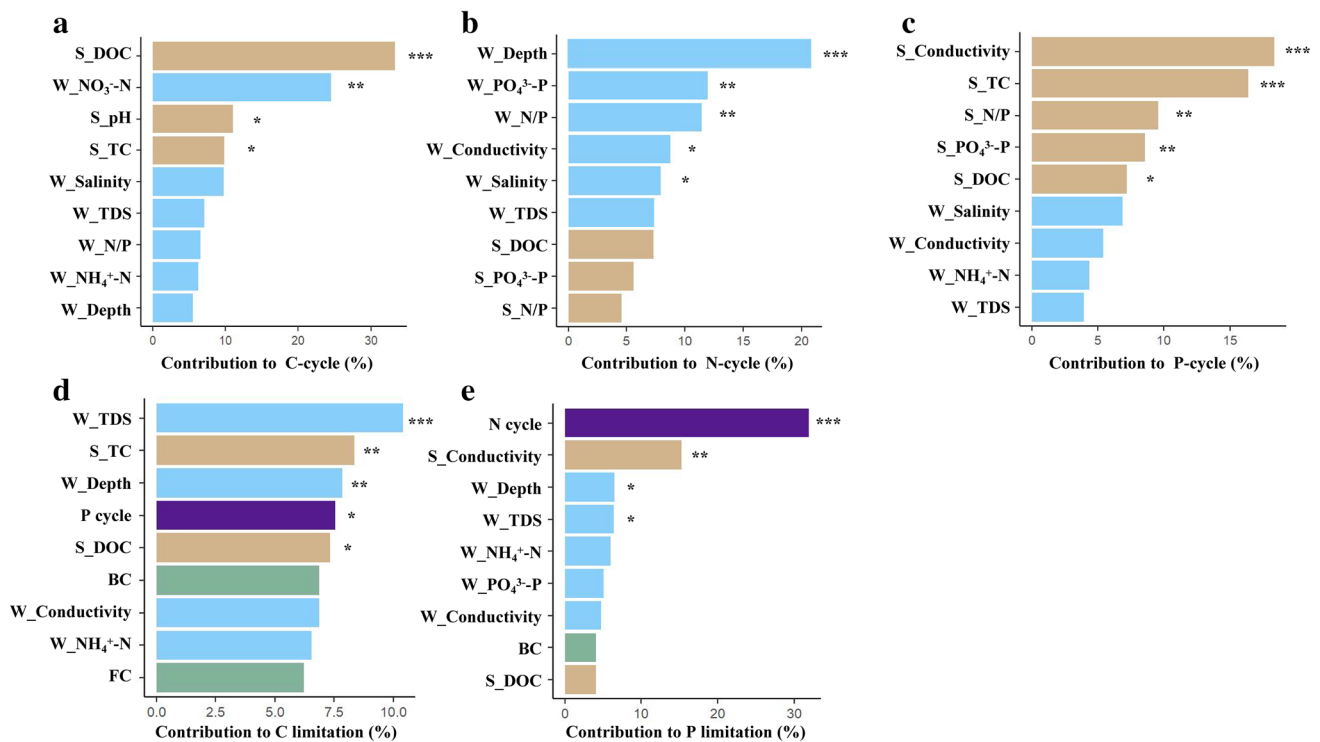 a
S_DOC ***
W_NO₃⁻-N **
S_pH *
S_TC *
W_Salinity
W_TDS
W_N/P
W_NH₄⁺-N
W_Depth
0 10 20 30
Contribution to C-cycle (%)
b
W_Depth ***
W_PO₄³⁻-P **
W_N/P **
W_Conductivity *
W_Salinity *
W_TDS
S_DOC
S_PO₄³⁻-P
S_N/P
0 5 10 15 20
Contribution to N-cycle (%)
c
S_Conductivity ***
S_TC ***
S_N/P **
S_PO₄³⁻-P **
S_DOC *
W_Salinity
W_Conductivity
W_NH₄⁺-N
W_TDS
0 5 10 15
Contribution to P-cycle (%)
d
W_TDS ***
S_TC **
W_Depth **
P cycle *
S_DOC *
BC
W_Conductivity
W_NH₄⁺-N
FC
0.0 2.5 5.0 7.5 10.0
Contribution to C limitation (%)
e
N cycle ***
S_Conductivity **
W_Depth *
W_TDS *
W_NH₄⁺-N
W_PO₄³⁻-P
W_Conductivity
BC
S_DOC
0 10 20 30
Contribution to P limitation (%)